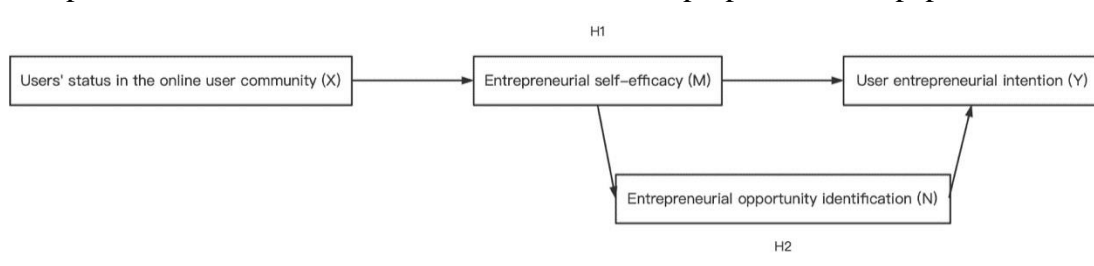 H1
Users' status in the online user community (X)
Entrepreneurial self-efficacy (M)
User entrepreneurial intention (Y)
Entrepreneurial opportunity identification (N)
H2